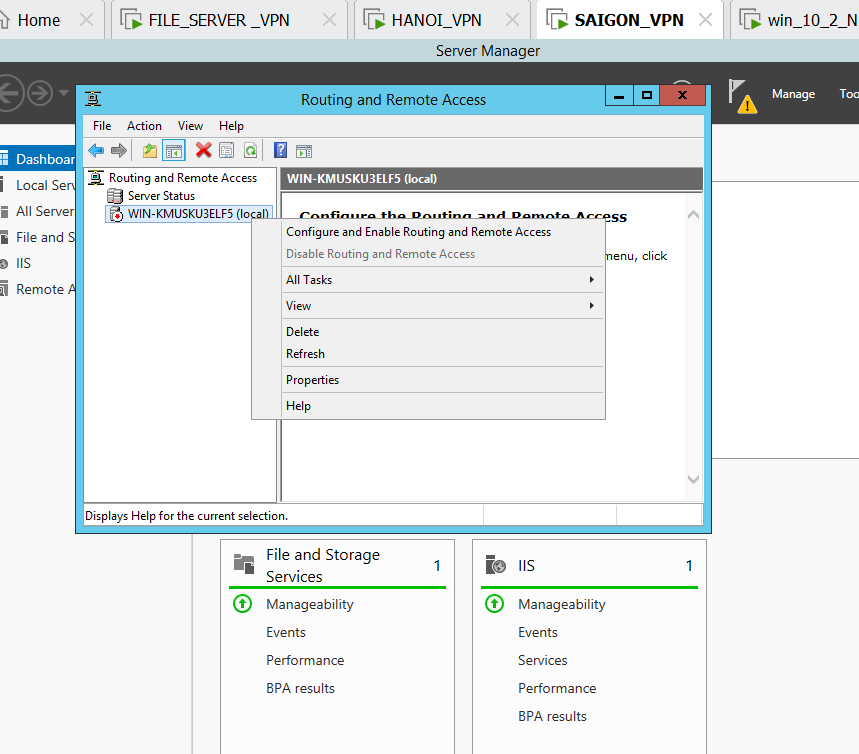 Home
FILE_SERVER _VPN
HANOI_VPN
SAIGON_VPN
win_10_2_N
Server Manager
Manage
Too
Routing and Remote Access
File Action View Help
Dashboar
Local Serv
All Server
File and S
IIS
Remote A
Routing and Remote Access
Server Status
WIN-KMUSKU3ELF5 (local)
WIN-KMUSKU3ELF5 (local)
Configure the Routing and Remote Access
menu, click
Configure and Enable Routing and Remote Access
Disable Routing and Remote Access
All Tasks
View
Delete
Refresh
Properties
Help
Displays Help for the current selection.
File and Storage
Services
1
Manageability
Events
Performance
BPA results
IIS
1
Manageability
Events
Services
Performance
BPA results